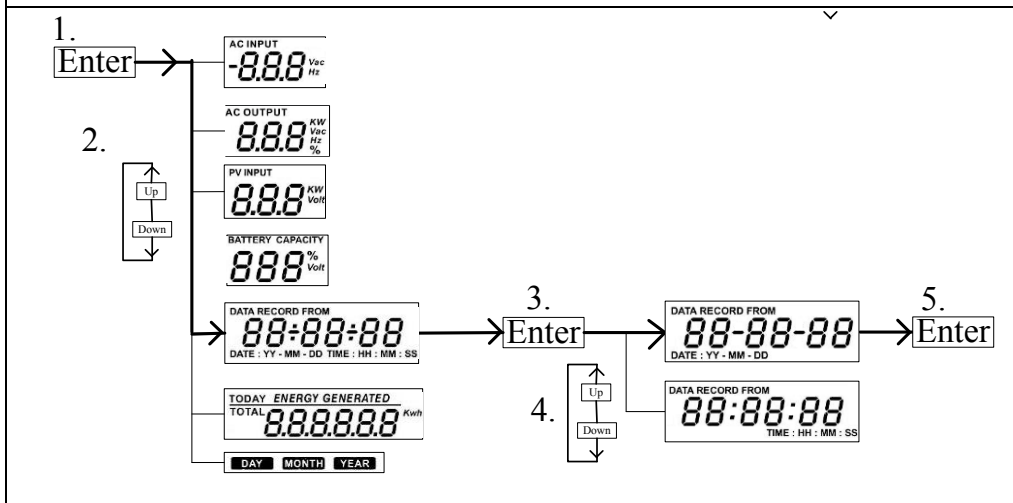 1.
Enter
AC INPUT
-8.8.8 Vac
Hz
AC OUTPUT
8.8.8 KW
Vac
Hz
%
2.
Up
Down
PV INPUT
8.8.8 KW
Volt
BATTERY CAPACITY
888 %
Volt
DATA RECORD FROM
88:88:88
DATE : YY - MM - DD TIME : HH : MM : SS
3.
Enter
DATA RECORD FROM
88-88-88
DATE : YY - MM - DD
5.
Enter
4.
Up
Down
DATA RECORD FROM
88:88:88
TIME : HH : MM : SS
TODAY ENERGY GENERATED
TOTAL 8.8.8.8.8.8 Kwh
DAY MONTH YEAR